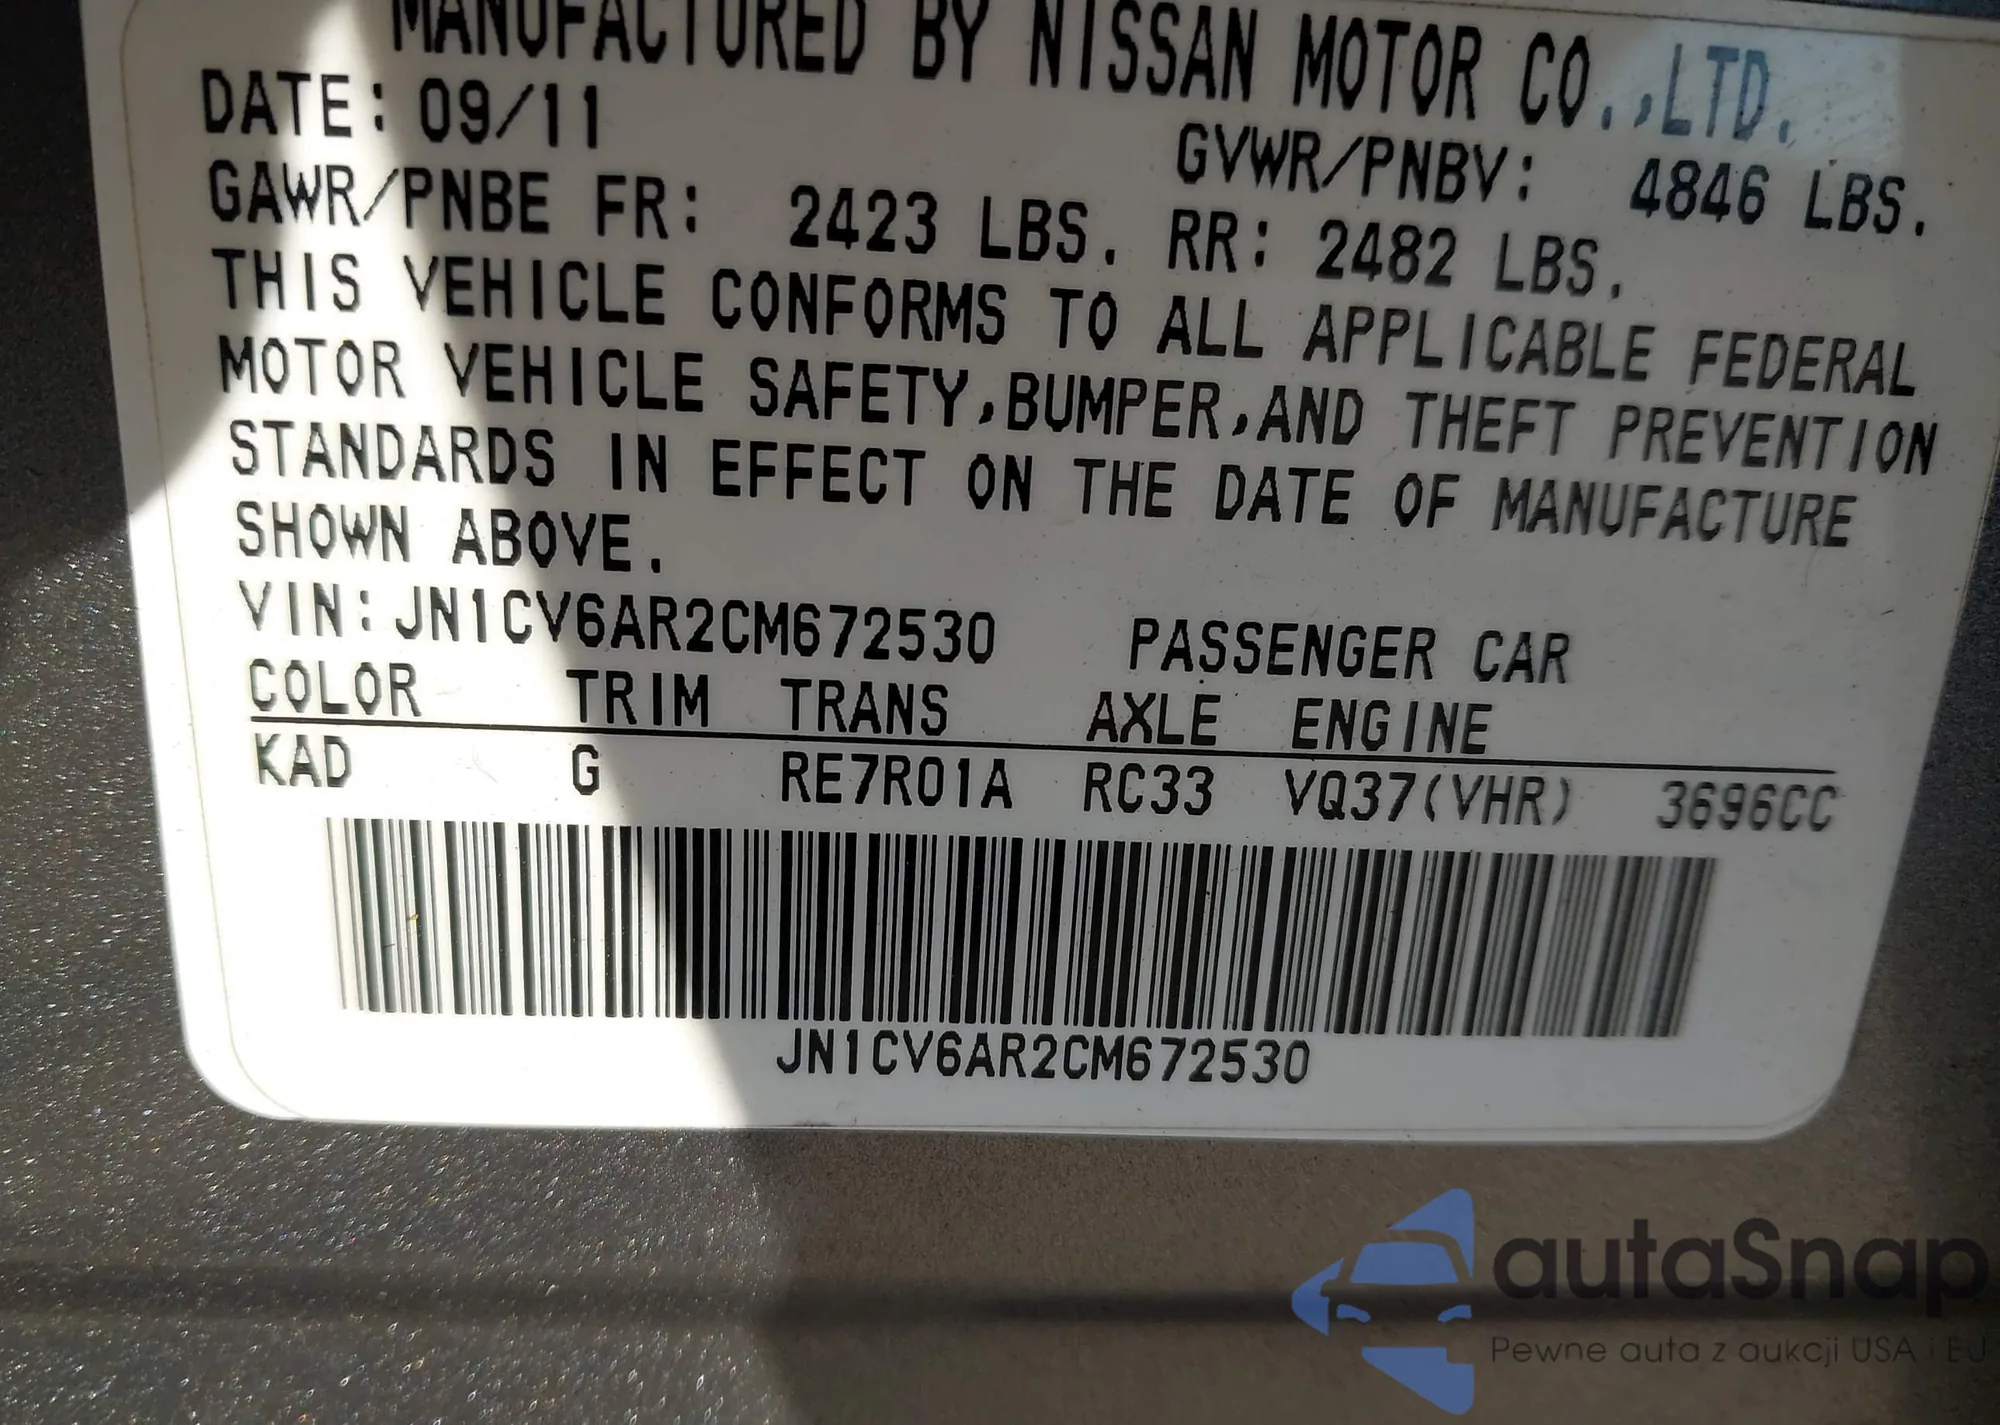 MANUFACTURED BY NISSAN MOTOR CO.,LTD.
DATE: 09/11 GVWR/PNBV: 4846 LBS.
GAWR/PNBE FR: 2423 LBS. RR: 2482 LBS.
THIS VEHICLE CONFORMS TO ALL APPLICABLE FEDERAL
MOTOR VEHICLE SAFETY,BUMPER,AND THEFT PREVENTION
STANDARDS IN EFFECT ON THE DATE OF MANUFACTURE
SHOWN ABOVE.
VIN:JN1CV6AR2CM672530 PASSENGER CAR
COLOR TRIM TRANS AXLE ENGINE
KAD G RE7R01A RC33 VQ37(VHR) 3696CC
JN1CV6AR2CM672530
autoSnap
Pewne auta z aukcji USA i EU